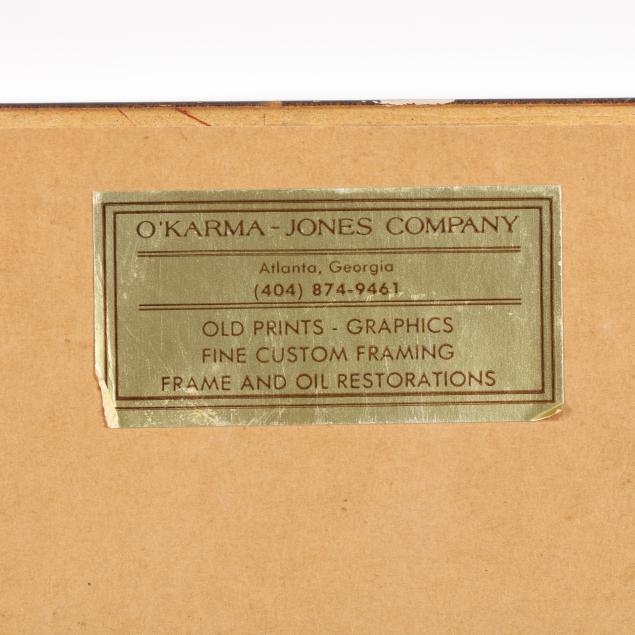 O'KARMA-JONES COMPANY
Atlanta, Georgia
(404) 874-9461
OLD PRINTS - GRAPHICS
FINE CUSTOM FRAMING
FRAME AND OIL RESTORATIONS